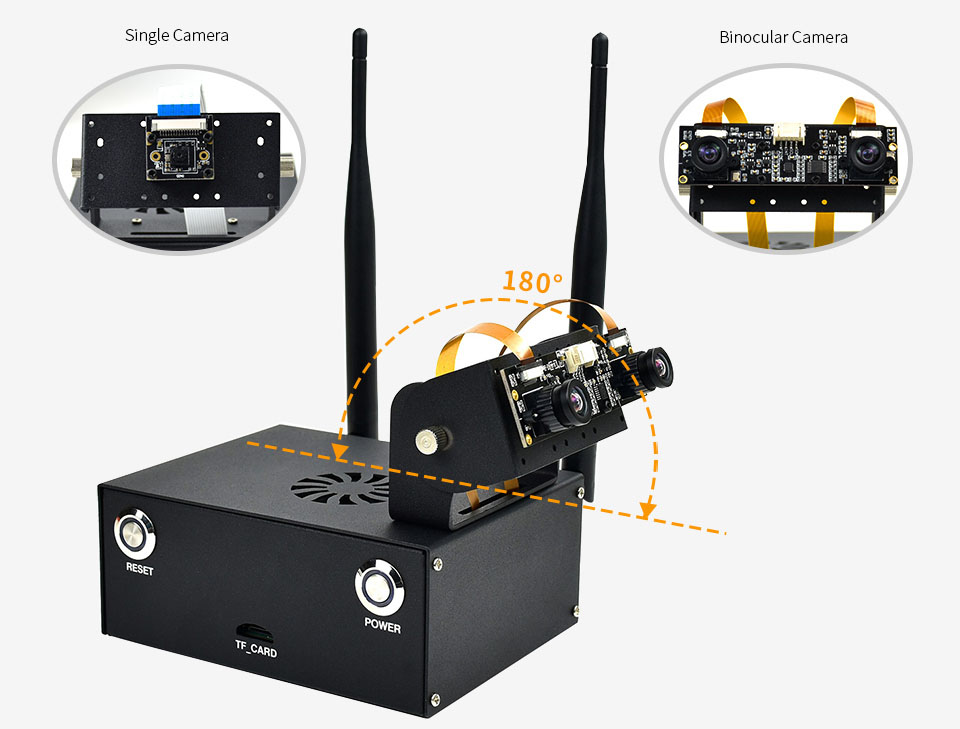 Single Camera
Binocular Camera
180°
RESET
POWER
TF_CARD